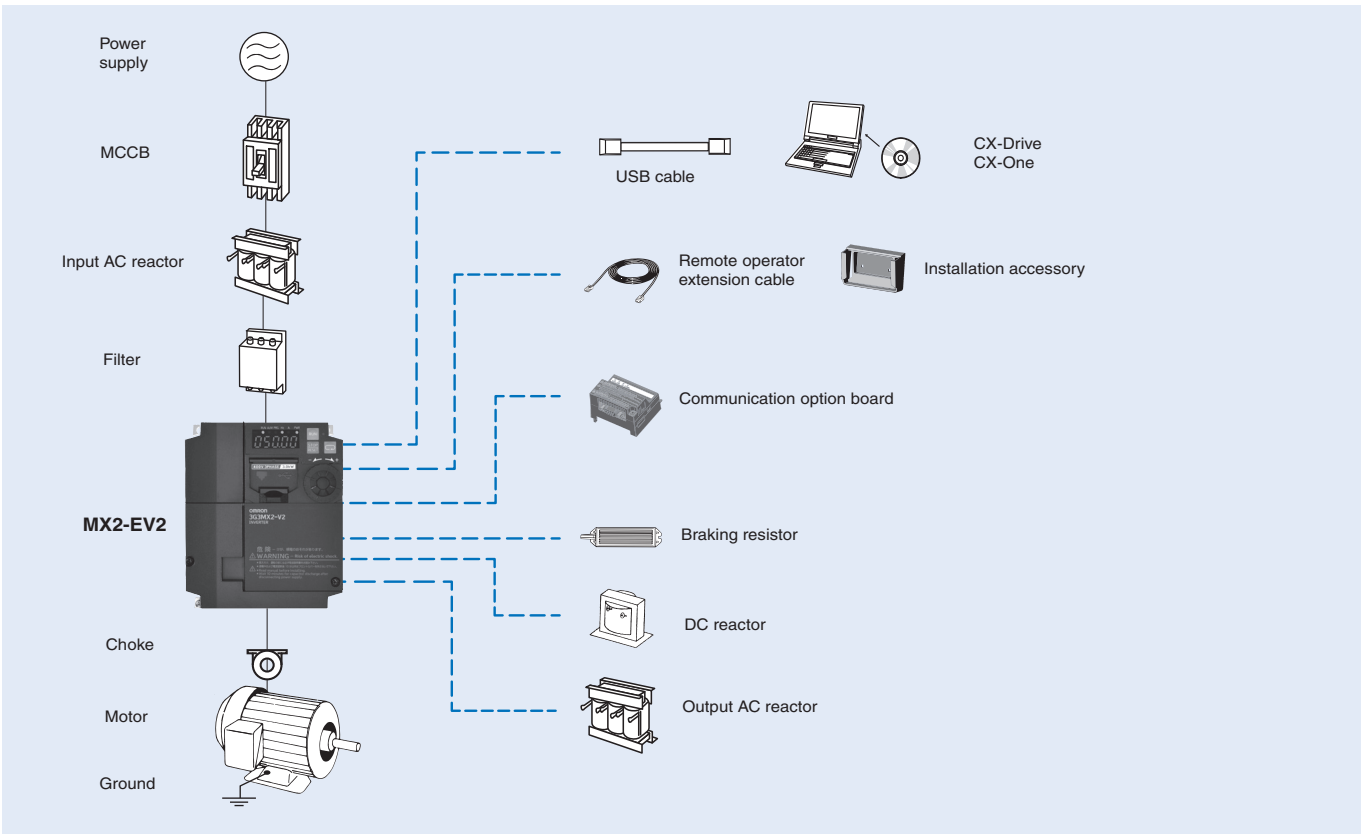 Power
supply
MCCB
Input AC reactor
Filter
MX2-EV2
Choke
Motor
Ground
USB cable
CX-Drive
CX-One
Remote operator
extension cable
Installation accessory
Communication option board
Braking resistor
DC reactor
Output AC reactor
050.00
OMRON
3G3MX2-V2
INVERTER
WARNING